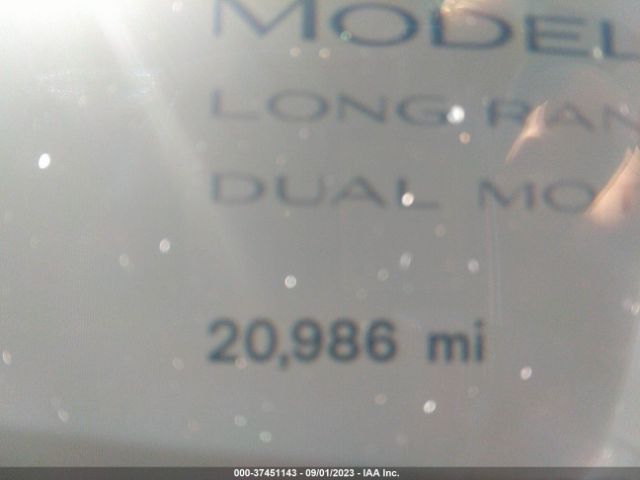 MODEL
LONG RAN
DUAL MO
20,986 mi
000-37451143 - 09/01/2023 - IAA Inc.